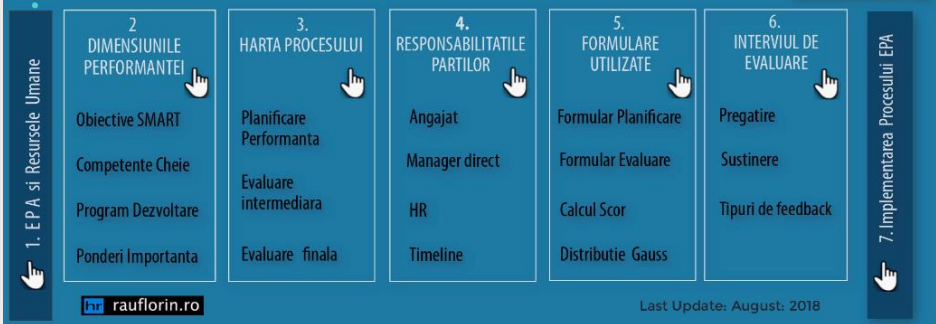 1. E P A si Resursele Umane
2
DIMENSIUNILE
PERFORMANTEI
Obiective SMART
Competente Cheie
Program Dezvoltare
Ponderi Importanta
3.
HARTA PROCESULUI
Planificare
Performanta
Evaluare
intermediara
Evaluare finala
4.
RESPONSABILITATILE
PARTILOR
Angajat
Manager direct
HR
Timeline
5.
FORMULARE
UTILIZATE
Formular Planificare
Formular Evaluare
Calcul Scor
Distributie Gauss
6.
INTERVIUL DE
EVALUARE
Pregatire
Sustinere
Tipuri de feedback
7. Implementarea Procesului EPA
hr rauflorin.ro
Last Update: August: 2018